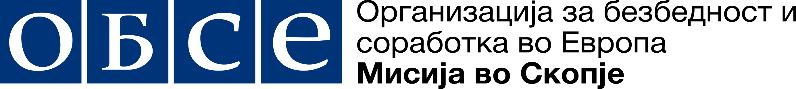 ОБСЕ
Организација за безбедност и
соработка во Европа
Мисија во Скопје